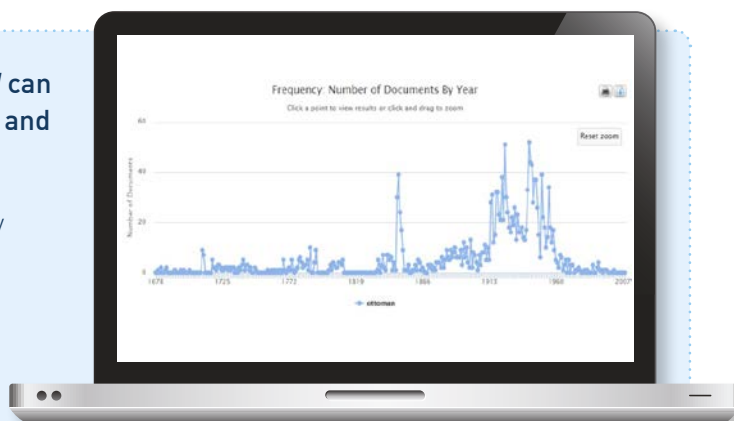 can
and
Frequency: Number of Documents By Year
Click a point to view results or click and drag to zoom
Reset zoom
60
40
20
0
Number of Documents
1678
1725
1772
1819
1866
1913
1960
2007
ottoman